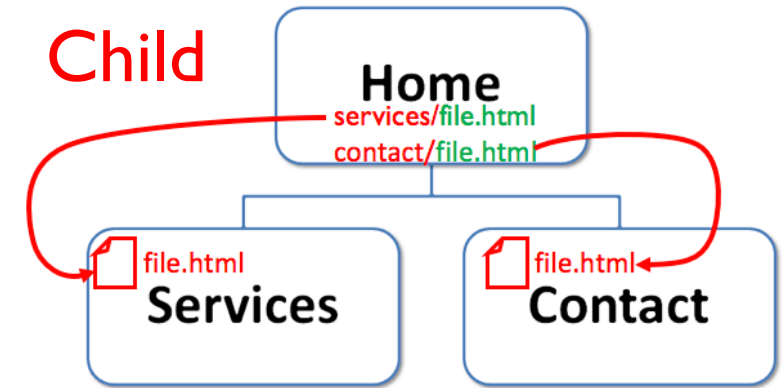 Child
Home
services/file.html
contact/file.html
file.html
Services
file.html
Contact